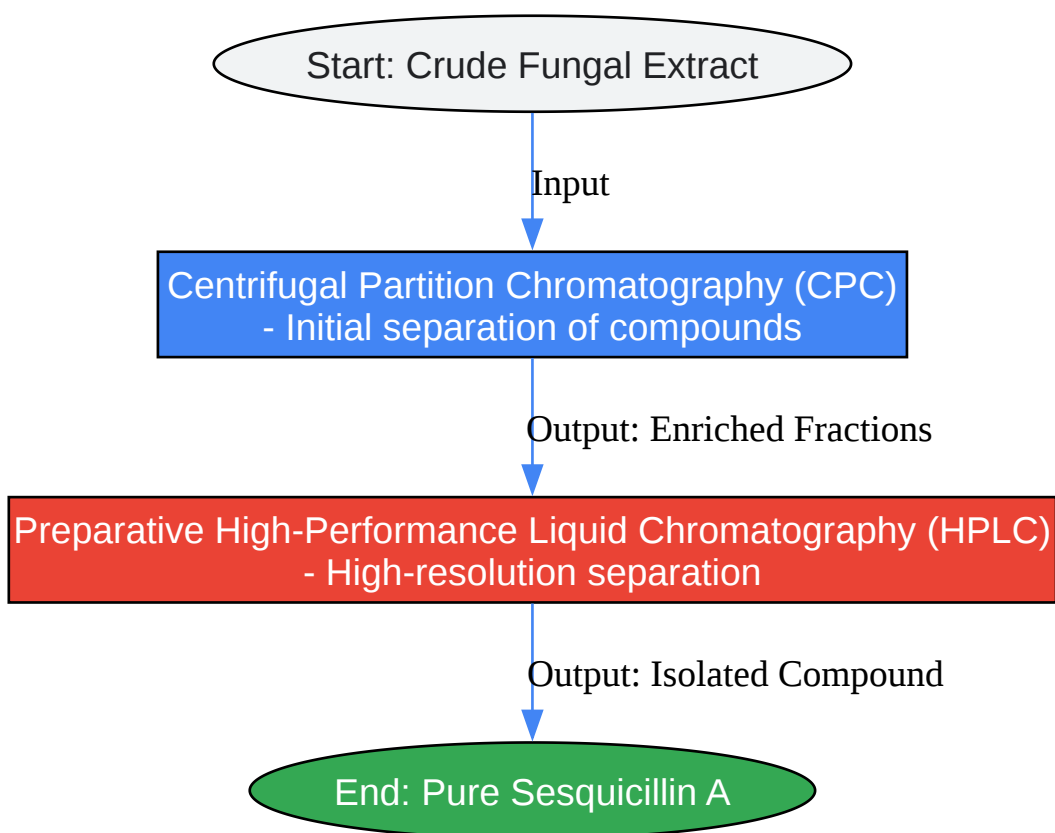 Start: Crude Fungal Extract
Input
Centrifugal Partition Chromatography (CPC)
- Initial separation of compounds
Output: Enriched Fractions
Preparative High-Performance Liquid Chromatography (HPLC)
- High-resolution separation
Output: Isolated Compound
End: Pure Sesquicillin A